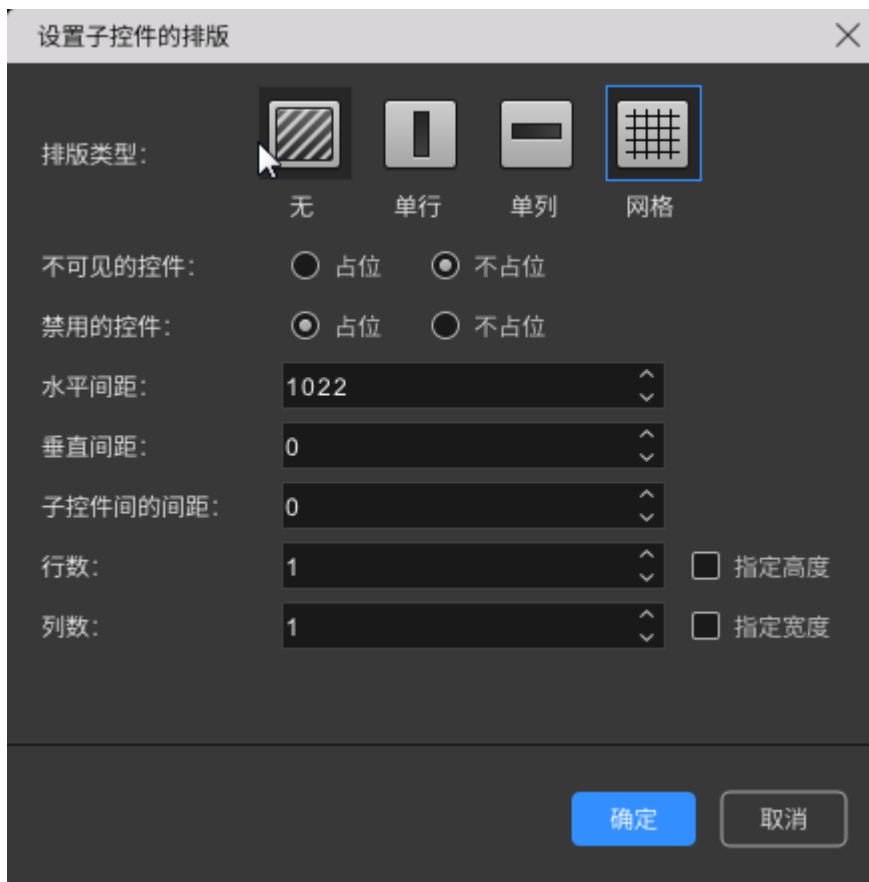 设置子控件的排版
排版类型：
无 单行 单列 网格
不可见的控件： 占位 不占位
禁用的控件： 占位 不占位
水平间距： 1022
垂直间距： 0
子控件间的间距： 0
行数： 1 指定高度
列数： 1 指定宽度
确定 取消